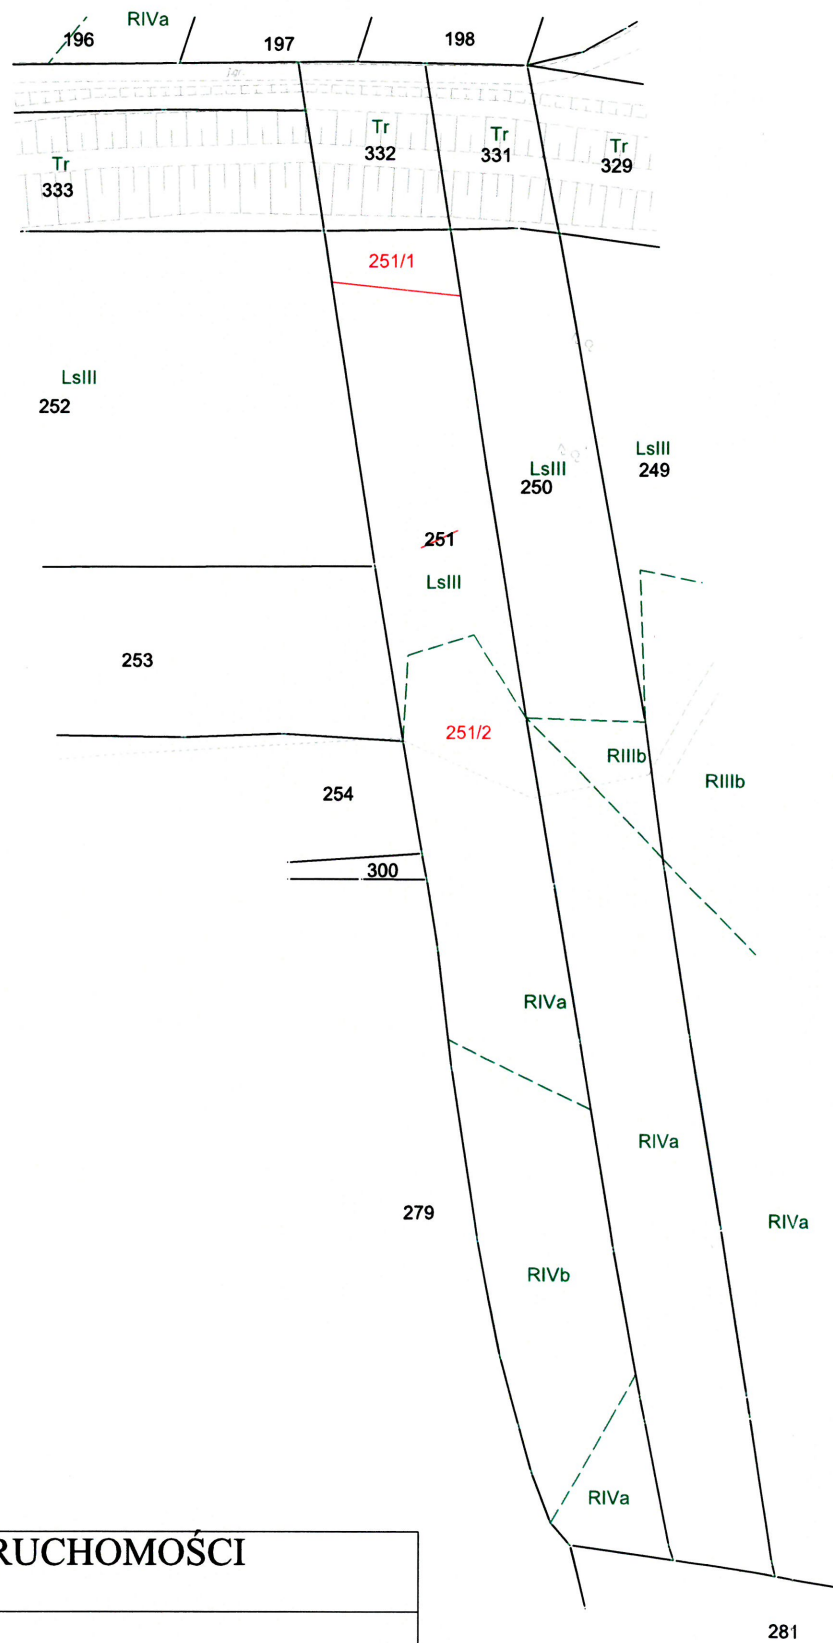 RIVa
196
197
198
Tr
332
Tr
331
Tr
329
Tr
333
251/1
LsIII
252
LsIII
250
LsIII
249
251
LsIII
253
251/2
RIIIb
RIIIb
254
300
RIVa
RIVa
279
RIVa
RIVb
RIVa
RUCHOMOŚCI
281